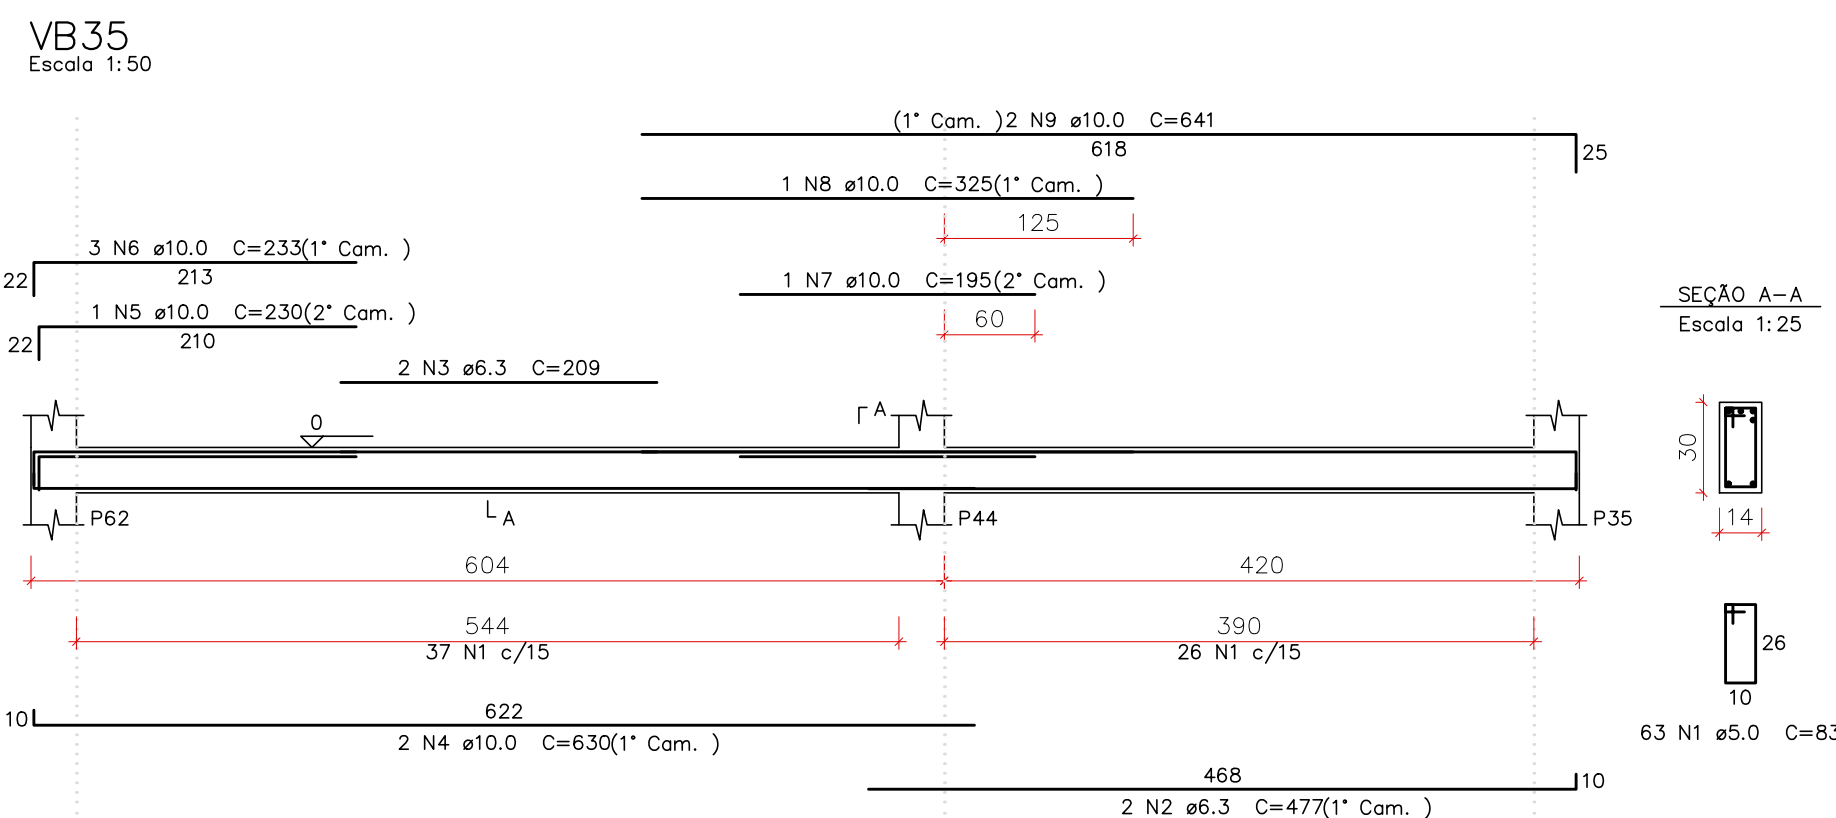 VB35
Escala 1:50
(1° Cam. )2 N9 ø10.0 C=641
618
25
1 N8 ø10.0 C=325(1° Cam. )
125
3 N6 ø10.0 C=233(1° Cam. )
213
22
1 N7 ø10.0 C=195(2° Cam. )
60
1 N5 ø10.0 C=230(2° Cam. )
210
22
2 N3 ø6.3 C=209
SEÇÃO A-A
Escala 1:25
0
A
30
14
A
P62
P44
P35
604
420
544
37 N1 c/15
390
26 N1 c/15
26
10
63 N1 ø5.0 C=83
622
10
2 N4 ø10.0 C=630(1° Cam. )
468
10
2 N2 ø6.3 C=477(1° Cam. )